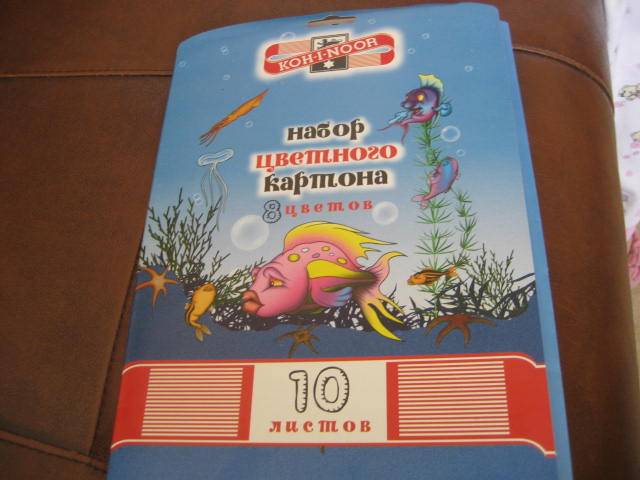 KOH-I-NOOR
набор
цветного
картона
8 цветов
10
листов